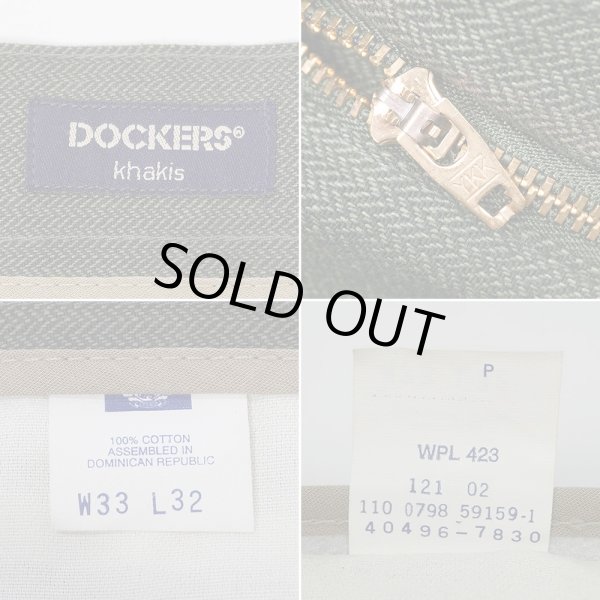 DOCKERS®
khakis
YKK
SOLD OUT
100% COTTON
ASSEMBLED IN
DOMINICAN REPUBLIC
W33 L32
P
WPL 423
121 02
110 0798 59159-1
40496-7830